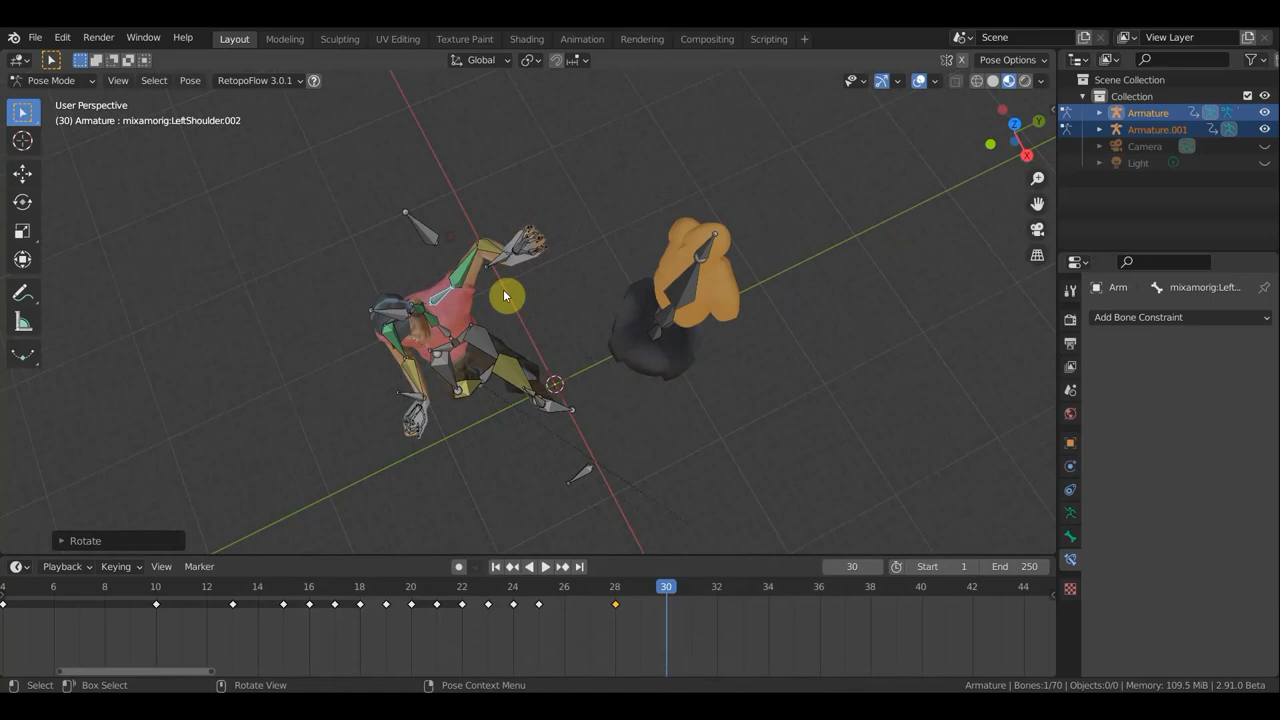 File Edit Render Window Help Layout Modeling Sculpting UV Editing Texture Paint Shading Animation Rendering Compositing Scripting Scene View Layer
Global Pose Options
Pose Mode View Select Pose RetopoFlow 3.0.1
Scene Collection
User Perspective Collection
(30) Armature : mixamorig:LeftShoulder.002 Armature
Armature.001
Camera
Light
Y
Z
X
Arm mixamorig:Left...
Add Bone Constraint
Rotate
Playback Keying View Marker 30 Start 1 End 250
4 6 8 10 12 14 16 18 20 22 24 26 28 30 32 34 36 38 40 42 44
Select Box Select Rotate View Pose Context Menu Armature | Bones:1/70 | Objects:0/0 | Memory: 109.5 MiB | 2.91.0 Beta